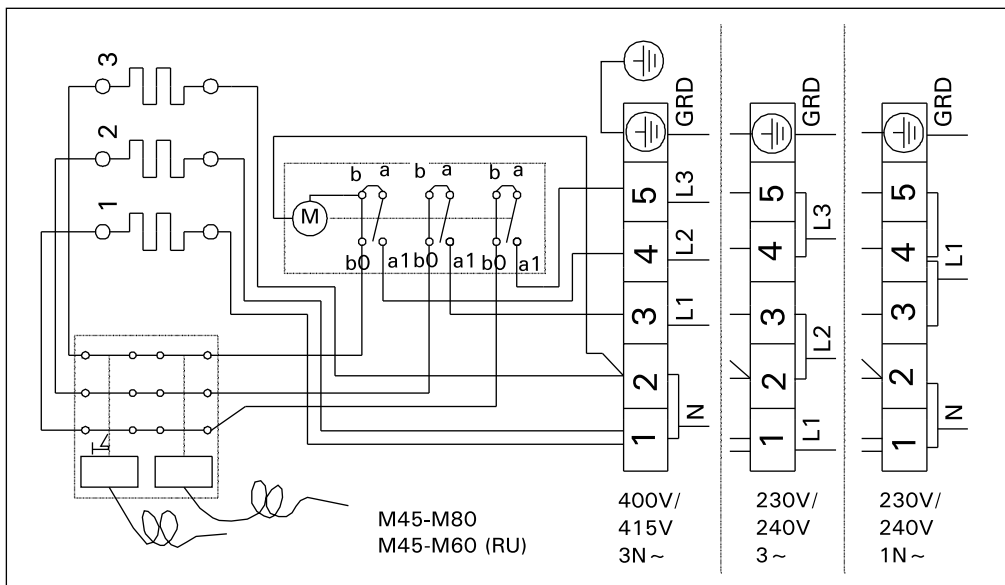 3
2
1
b a b a b a
M
b0 a1 b0 a1 b0 a1
GRD
5 L3
4 L2
3 L1
2
1
N
400V/
415V
3N~
GRD
5
4
L3
3
2
L2
1 L1
230V/
240V
3~
GRD
5
4
3
L1
2
1
N
230V/
240V
1N~
M45-M80
M45-M60 (RU)